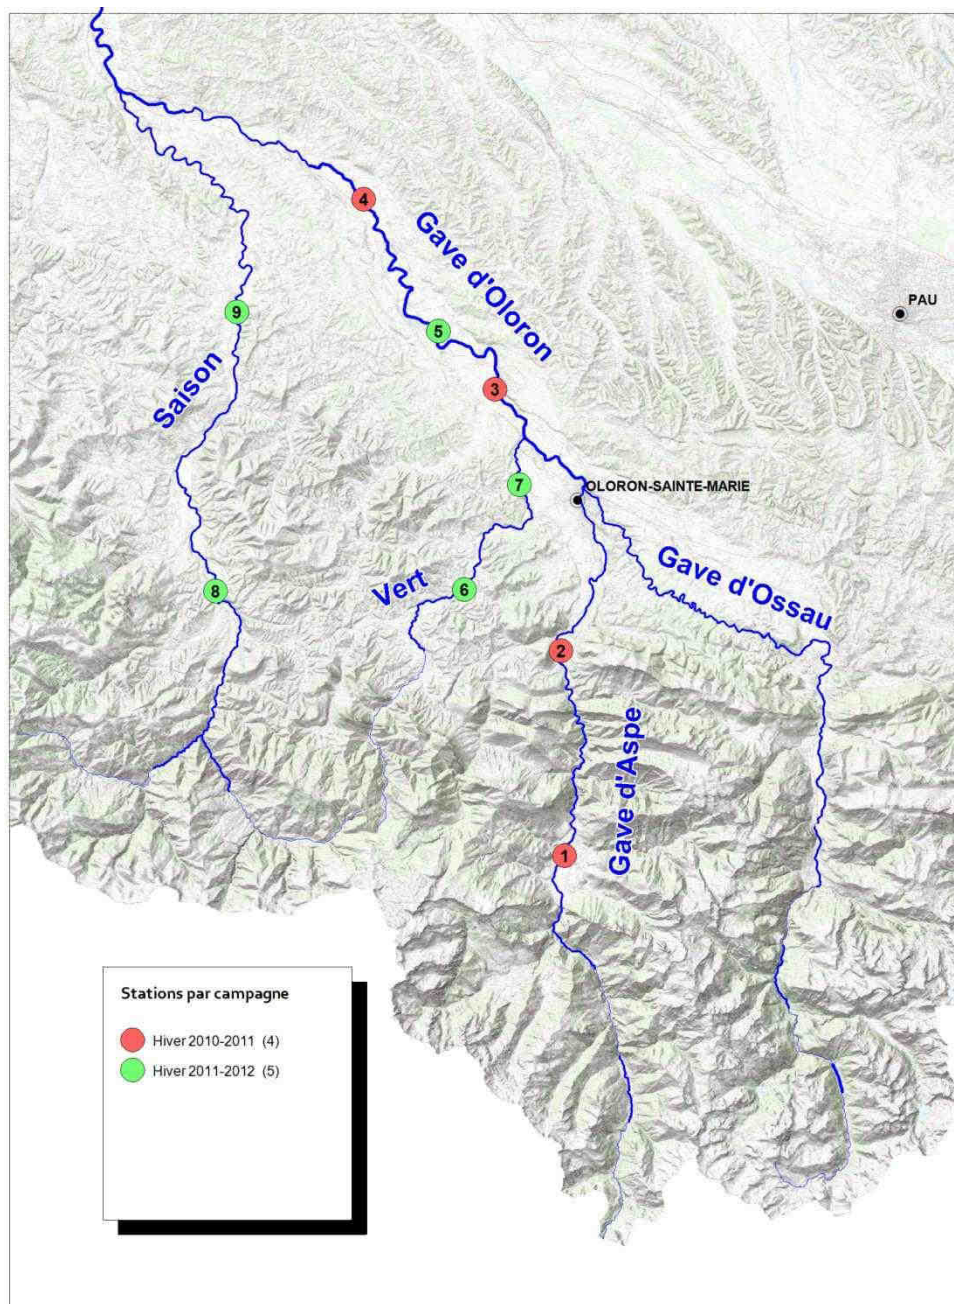 4
Gave d'Oloron
PAU
9
5
Saison
3
7
OLORON-SAINTE-MARIE
Gave d'Ossau
Vert
6
8
2
Gave d'Aspe
1
Stations par campagne
Hiver 2010-2011 (4)
Hiver 2011-2012 (5)